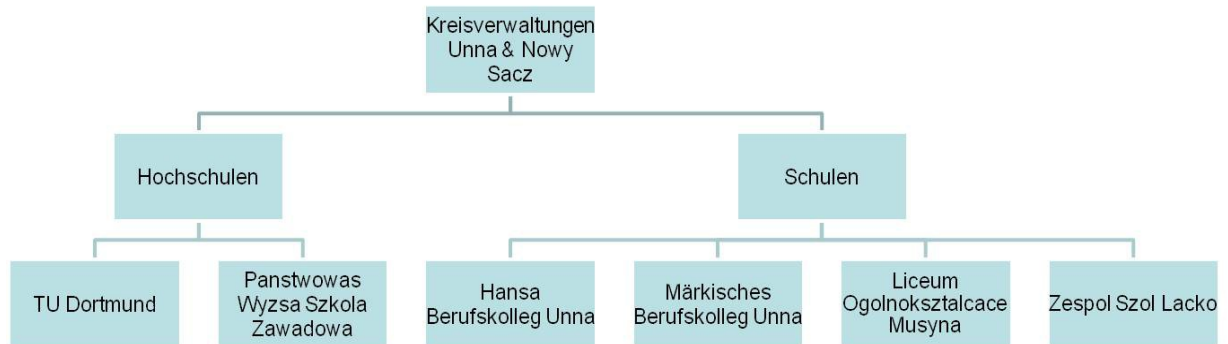 Kreisverwaltungen
Unna & Nowy
Sacz
Hochschulen
Schulen
TU Dortmund
Panstwowas
Wyzsa Szkola
Zawadowa
Hansa
Berufskolleg Unna
Märkisches
Berufskolleg Unna
Liceum
Ogolnoksztalcace
Musyna
Zespol Szol Lacko